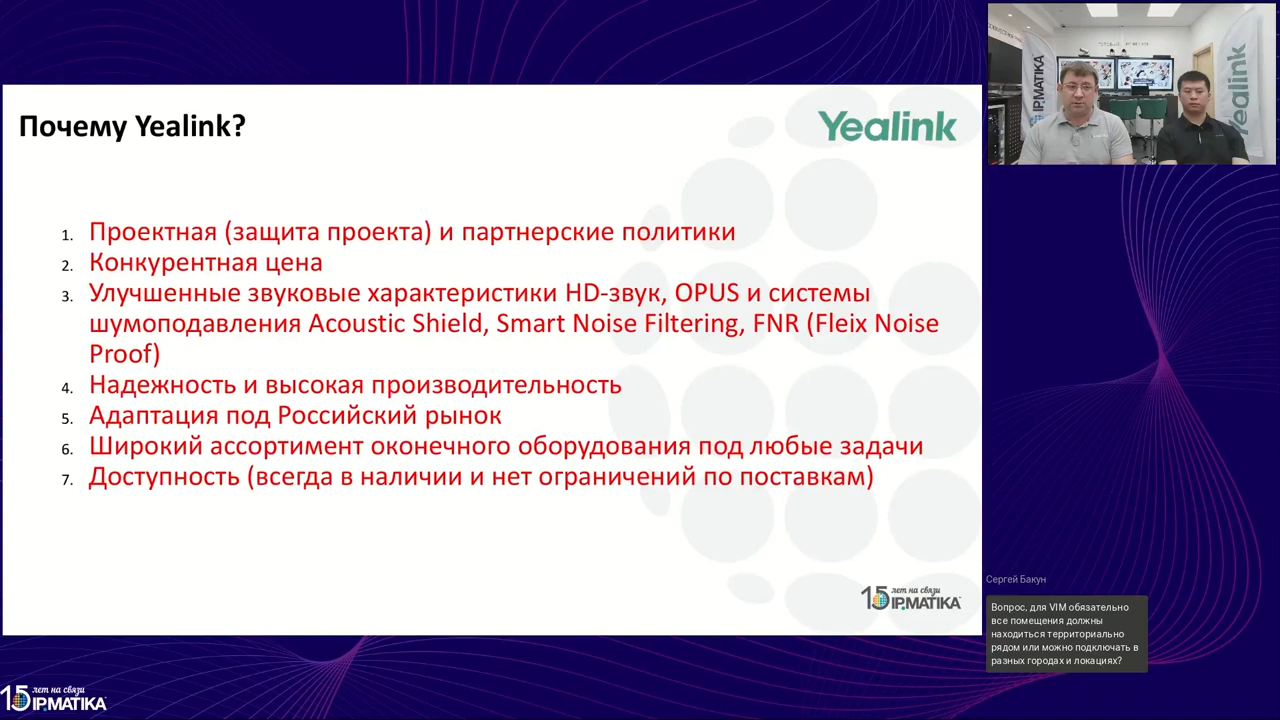 Почему Yealink?
Yealink
1. Проектная (защита проекта) и партнерские политики
2. Конкурентная цена
3. Улучшенные звуковые характеристики HD-звук, OPUS и системы
шумоподавления Acoustic Shield, Smart Noise Filtering, FNR (Fleix Noise
Proof)
4. Надежность и высокая производительность
5. Адаптация под Российский рынок
6. Широкий ассортимент оконечного оборудования под любые задачи
7. Доступность (всегда в наличии и нет ограничений по поставкам)
15 лет на связи
IPMATIKA
IPMATIKA
Yealink
Сергей Бакун
Вопрос, для VIM обязательно
все помещения должны
находиться территориально
рядом или можно подключать в
разных городах и локациях?
15 лет на связи
IPMATIKA